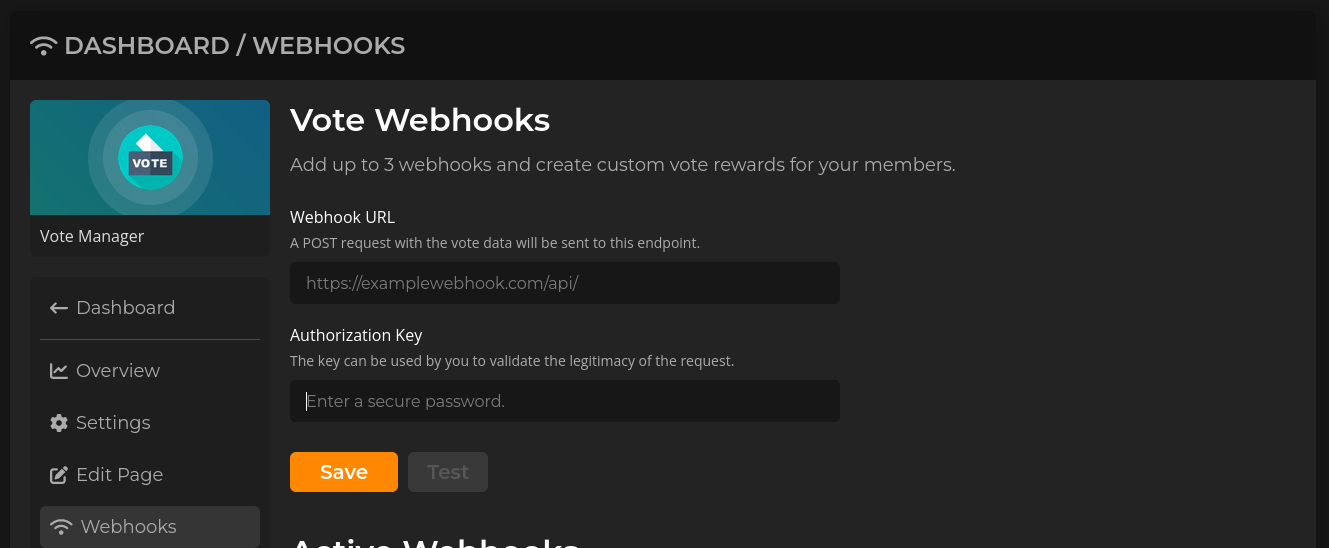 DASHBOARD / WEBHOOKS
VOTE
Vote Manager
Dashboard
Overview
Settings
Edit Page
Webhooks
Vote Webhooks
Add up to 3 webhooks and create custom vote rewards for your members.
Webhook URL
A POST request with the vote data will be sent to this endpoint.
https://examplewebhook.com/api/
Authorization Key
The key can be used by you to validate the legitimacy of the request.
Enter a secure password.
Save Test
Active Webhooks